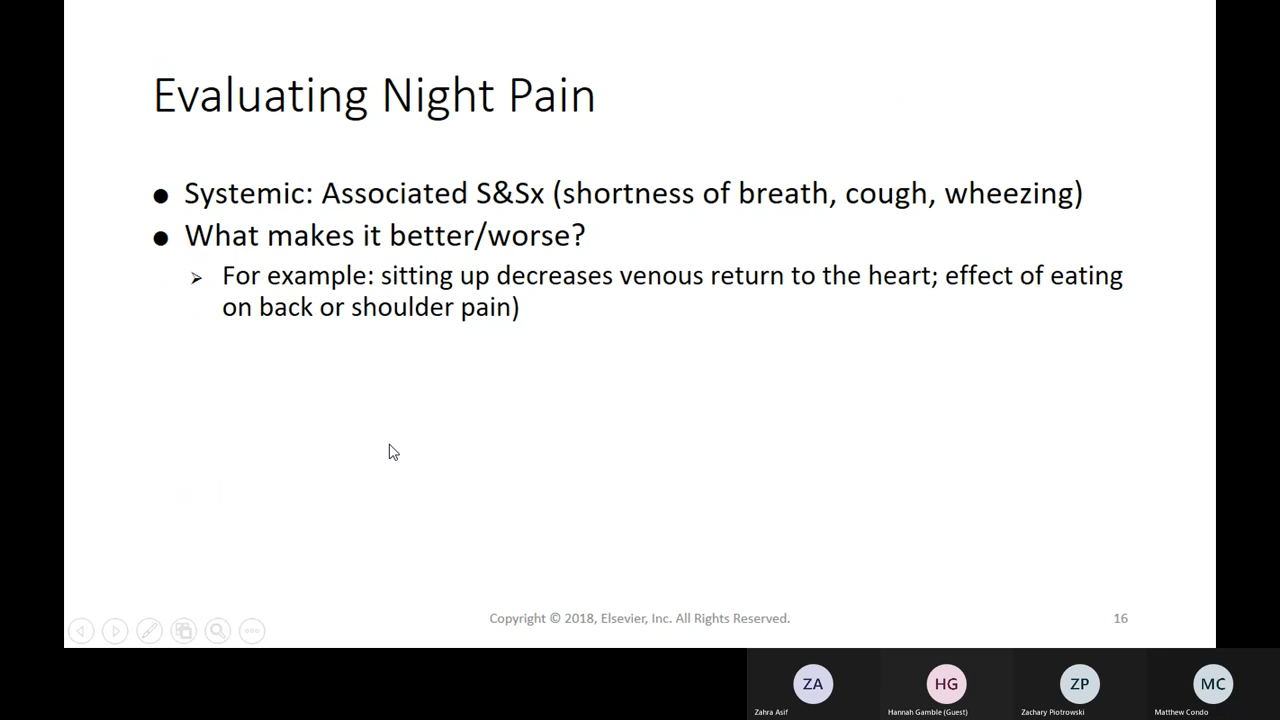 Evaluating Night Pain
● Systemic: Associated S&Sx (shortness of breath, cough, wheezing)
● What makes it better/worse?
➢ For example: sitting up decreases venous return to the heart; effect of eating
on back or shoulder pain)
Copyright © 2018, Elsevier, Inc. All Rights Reserved.
16
ZA
HG
ZP
MC
Zahra Asif
Hannah Gamble (Guest)
Zachary Piotrowski
Matthew Condo